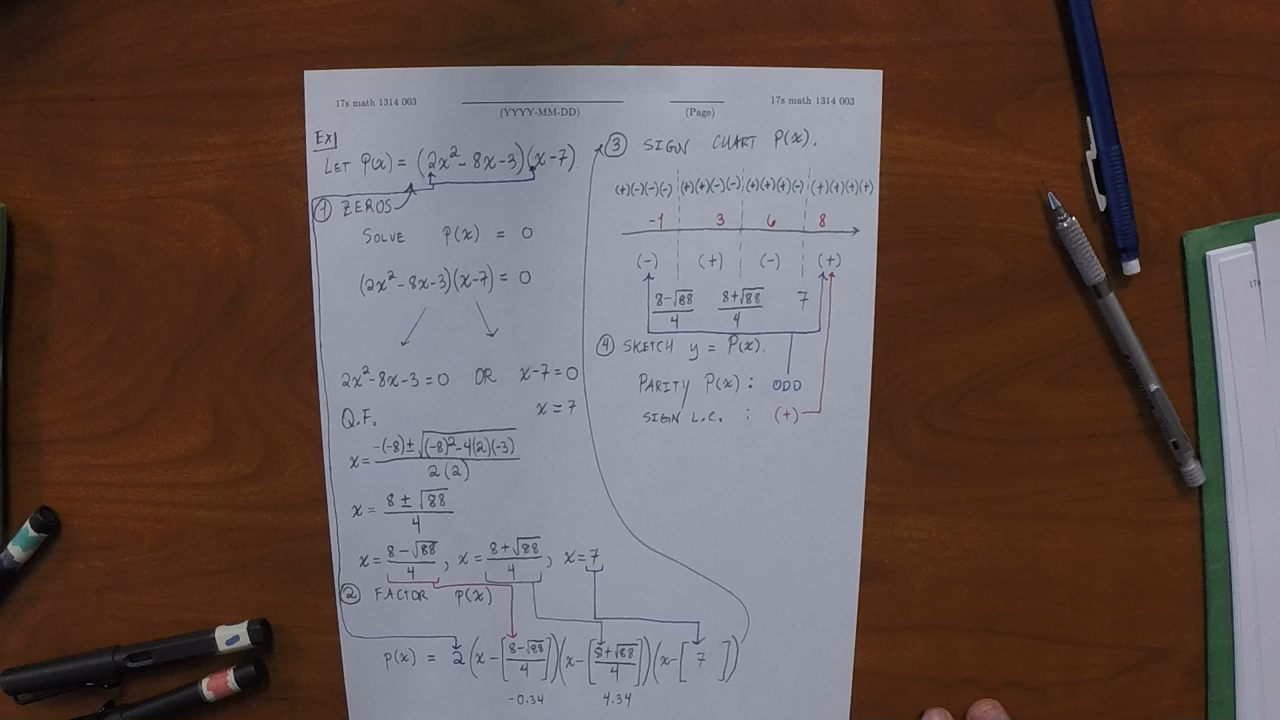 17s math 1314 003
(YYYY-MM-DD)
(Page)
17s math 1314 003
Ex
LET P(x) = (2x² - 8x - 3)(x - 7)
① ZEROS
SOLVE P(x) = 0
(2x² - 8x - 3)(x - 7) = 0
2x² - 8x - 3 = 0 OR x - 7 = 0
x = 7
Q.F.
x = -(-8) ± √((-8)² - 4(2)(-3)) / 2(2)
x = 8 ± √88 / 4
x = 8 - √88 / 4 , x = 8 + √88 / 4 , x = 7
② FACTOR P(x)
P(x) = 2 (x - [8 - √88 / 4])(x - [8 + √88 / 4])(x - [7])
-0.34 4.34
③ SIGN CHART P(x).
(+)(-)(-)(-) (+)(+)(-)(-) (+)(+)(+)(-) (+)(+)(+)(+)
-1 3 6 8
(-) (+) (-) (+)
8 - √88 / 4 8 + √88 / 4 7
④ SKETCH y = P(x).
PARITY P(x) : ODD
SIGN L.C. : (+)